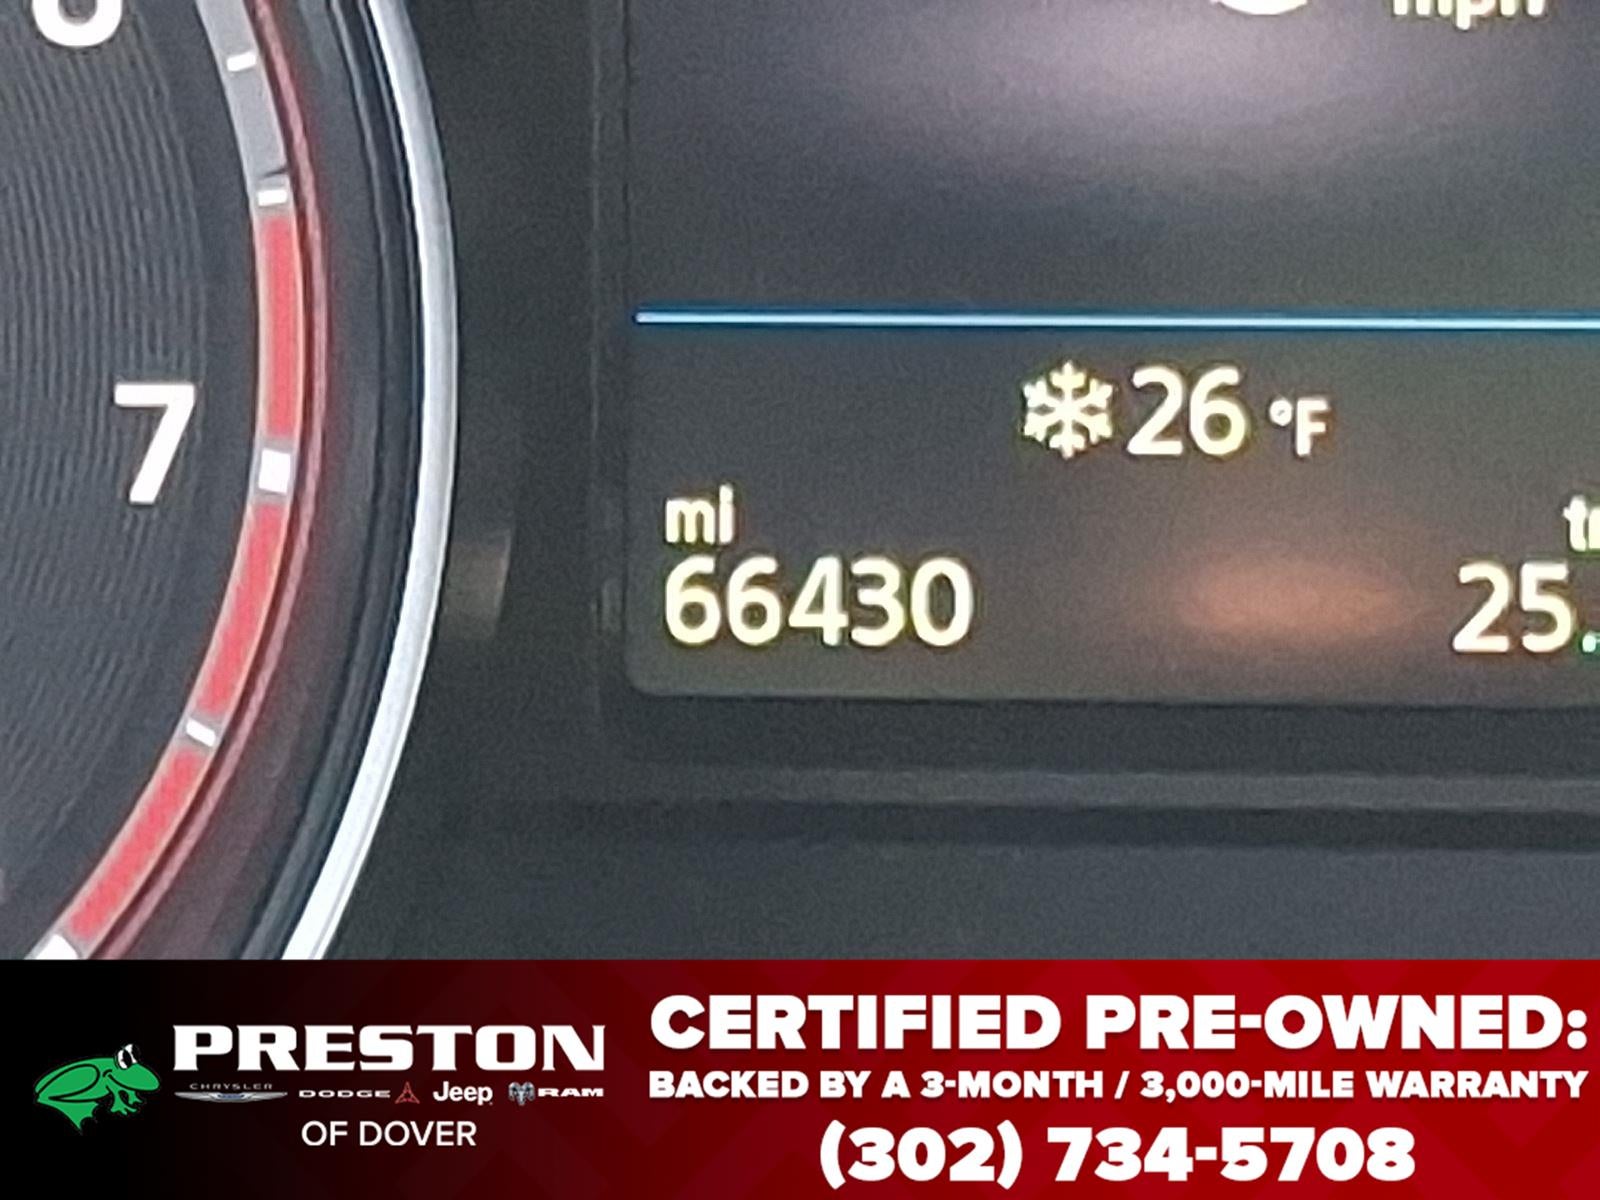 7
26 °F
mi
66430
25.
PRESTON
CHRYSLER DODGE Jeep RAM
OF DOVER
CERTIFIED PRE-OWNED:
BACKED BY A 3-MONTH / 3,000-MILE WARRANTY
(302) 734-5708